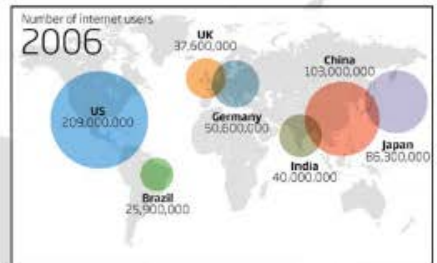 Number of internet users
2006
UK
37,600,000
China
103,000,000
US
209,000,000
Germany
50,600,000
Japan
86,300,000
India
40,000,000
Brazil
25,900,000